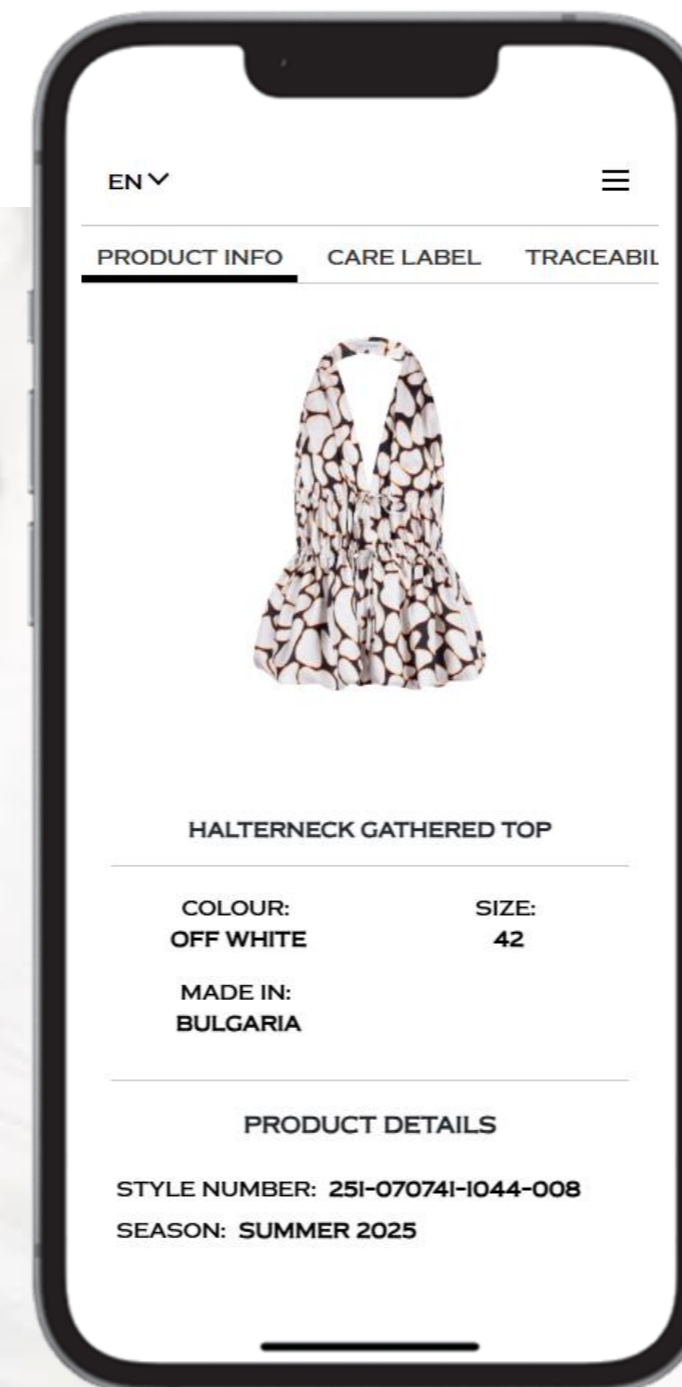 EN
PRODUCT INFO CARE LABEL TRACEABIL
HALTERNECK GATHERED TOP
COLOUR: SIZE:
OFF WHITE 42
MADE IN:
BULGARIA
PRODUCT DETAILS
STYLE NUMBER: 251-070741-1044-008
SEASON: SUMMER 2025